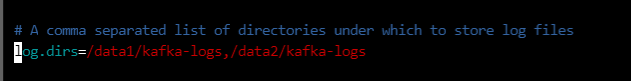 # A comma separated list of directories under which to store log files
log.dirs=/data1/kafka-logs,/data2/kafka-logs